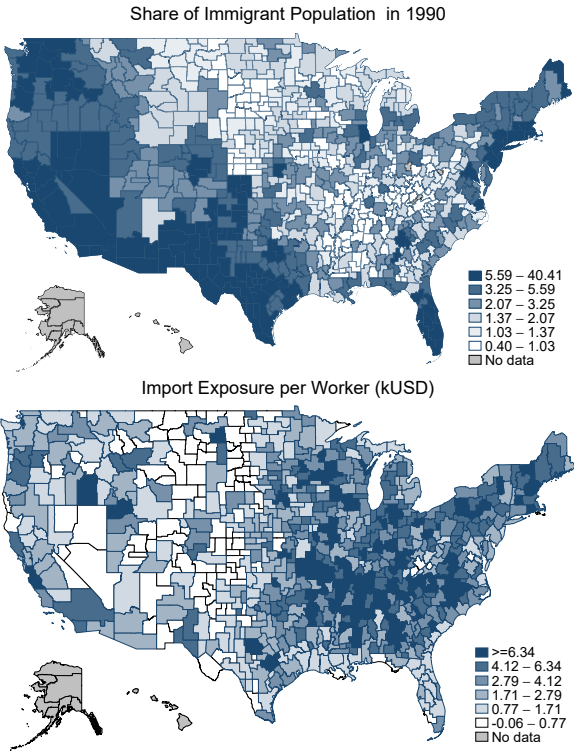 Share of Immigrant Population  in 1990
5.59 – 40.41
3.25 – 5.59
2.07 – 3.25
1.37 – 2.07
1.03 – 1.37
0.40 – 1.03
No data
Import Exposure per Worker (kUSD)
>=6.34
4.12 – 6.34
2.79 – 4.12
1.71 – 2.79
0.77 – 1.71
-0.06 – 0.77
No data